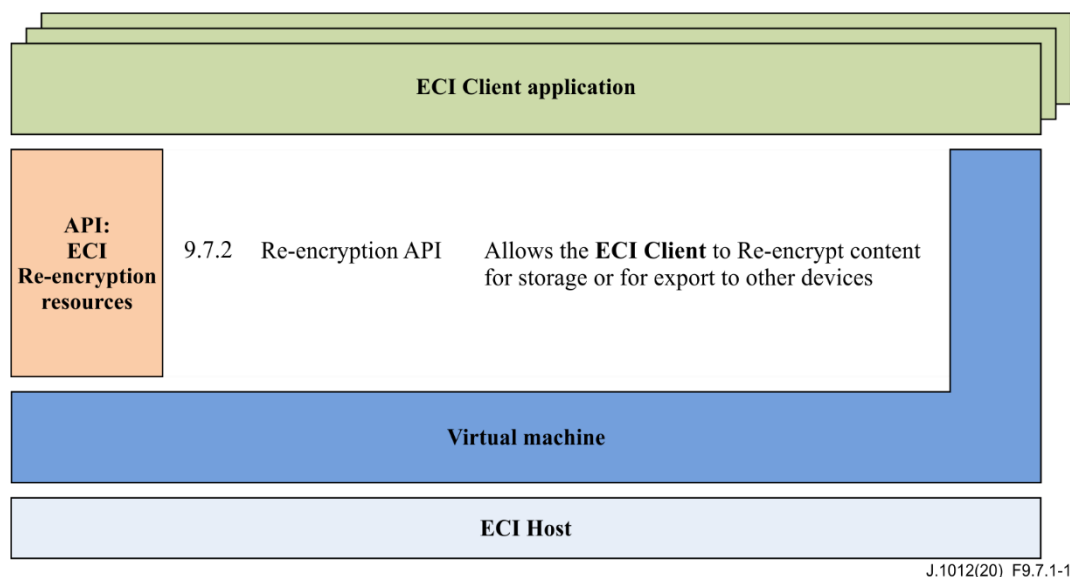 ECI Client application
API:
ECI
Re-encryption
resources
9.7.2 Re-encryption API Allows the ECI Client to Re-encrypt content
for storage or for export to other devices
Virtual machine
ECI Host
J.1012(20)_F9.7.1-1